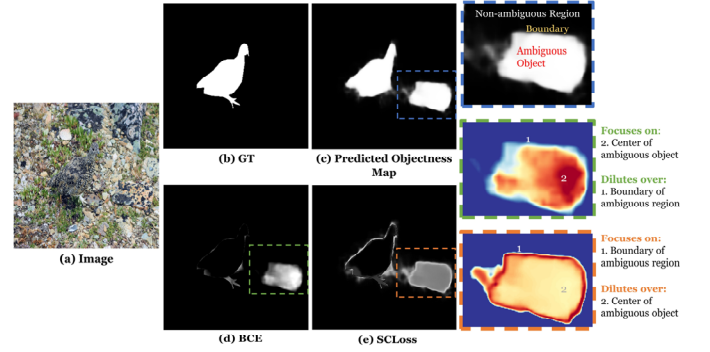 Non-ambiguous Region
Boundary
Ambiguous
Object
(a) Image
(b) GT
(c) Predicted Objectness
Map
1
2
Focuses on:
2. Center of
ambiguous object
Dilutes over:
1. Boundary of
ambiguous region
(d) BCE
(e) SCLoss
1
2
Focuses on:
1. Boundary of
ambiguous region
Dilutes over:
2. Center of
ambiguous object